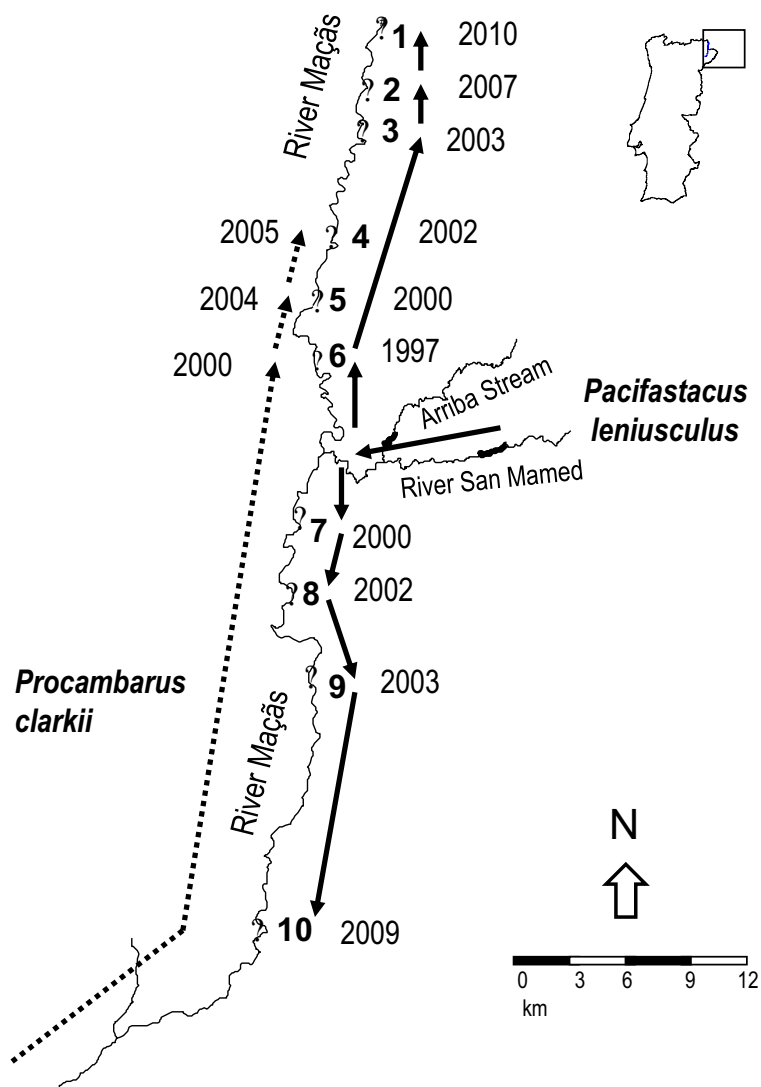 River Maçãs
? 1 2010
? 2 2007
? 3 2003
2005 ? 4 2002
2004 ? 5 2000
2000 ? 6 1997
Arriba Stream
Pacifastacus
leniusculus
River San Mamed
? 7 2000
? 8 2002
? 9 2003
Procambarus
clarkii
River Maçãs
N
? 10 2009
0 3 6 9 12
km